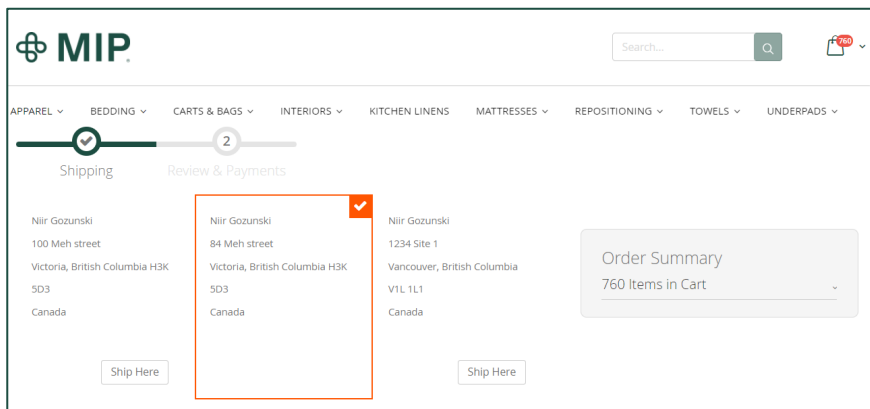 MIP.
Search...
760
APPAREL BEDDING CARTS & BAGS INTERIORS KITCHEN LINENS MATTRESSES REPOSITIONING TOWELS UNDERPADS
2
Shipping
Review & Payments
Niir Gozunski
100 Meh street
Victoria, British Columbia H3K
5D3
Canada
Ship Here
Niir Gozunski
84 Meh street
Victoria, British Columbia H3K
5D3
Canada
Niir Gozunski
1234 Site 1
Vancouver, British Columbia
V1L 1L1
Canada
Ship Here
Order Summary
760 Items in Cart